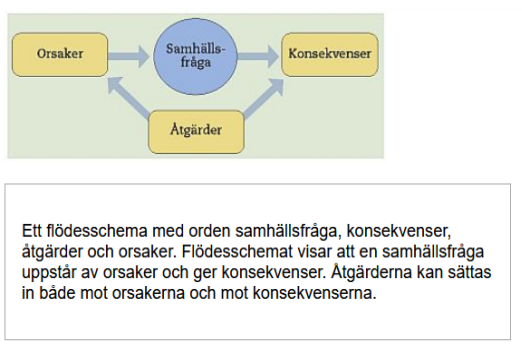 Orsaker
Samhälls-
fråga
Konsekvenser
Åtgärder
Ett flödesschema med orden samhällsfråga, konsekvenser,
åtgärder och orsaker. Flödesschemat visar att en samhällsfråga
uppstår av orsaker och ger konsekvenser. Åtgärderna kan sättas
in både mot orsakerna och mot konsekvenserna.